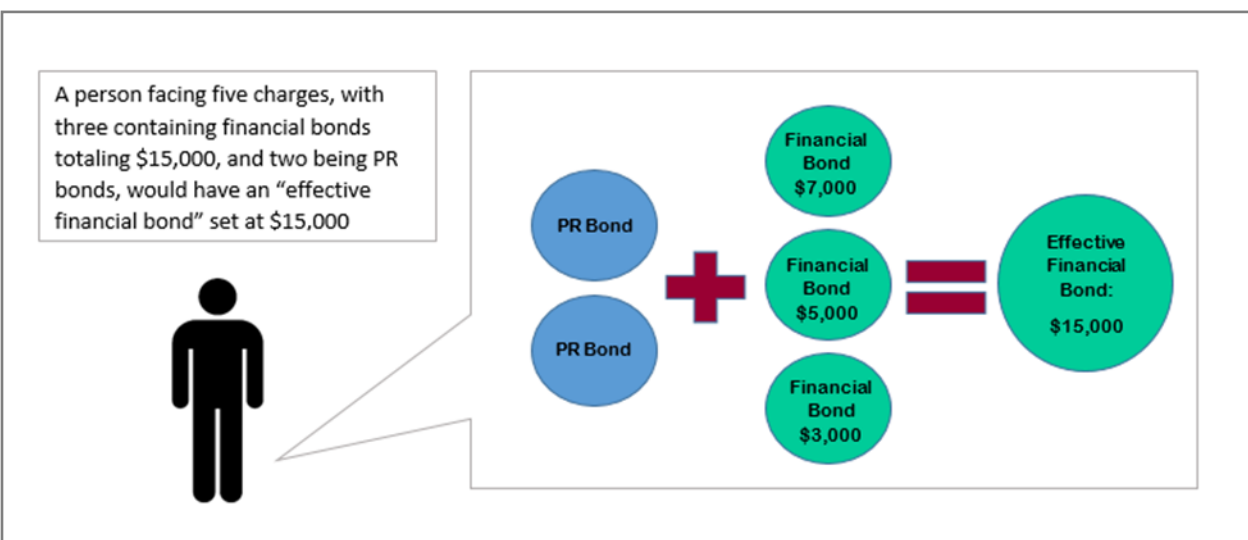 A person facing five charges, with
three containing financial bonds
totaling $15,000, and two being PR
bonds, would have an “effective
financial bond” set at $15,000
PR Bond
PR Bond
Financial
Bond
$7,000
Financial
Bond
$5,000
Financial
Bond
$3,000
Effective
Financial
Bond:
$15,000